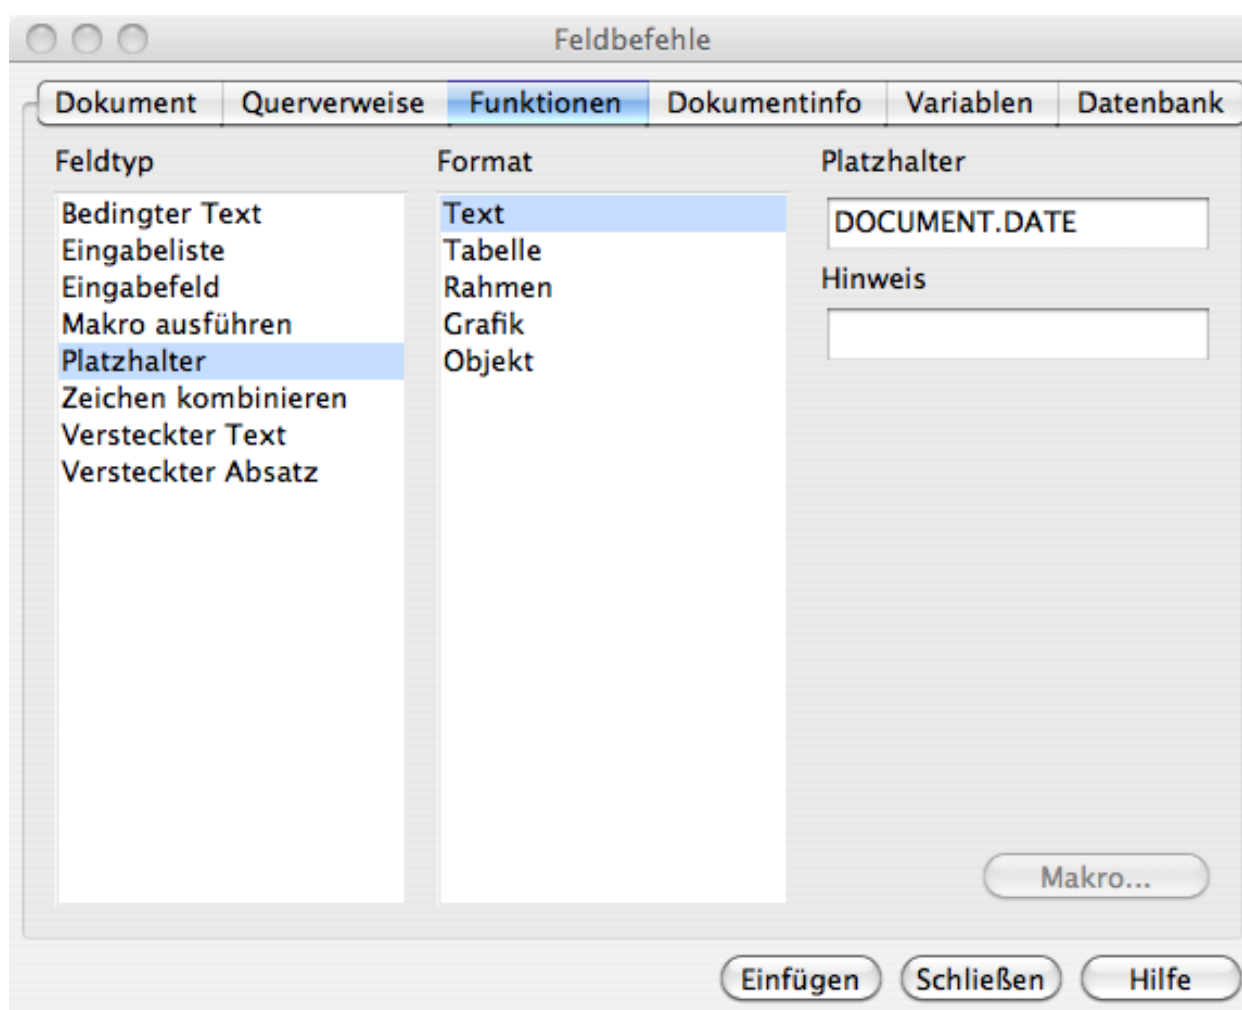 Feldbefehle
Dokument Querverweise Funktionen Dokumentinfo Variablen Datenbank
Feldtyp
Bedingter Text
Eingabeliste
Eingabefeld
Makro ausführen
Platzhalter
Zeichen kombinieren
Versteckter Text
Versteckter Absatz
Format
Text
Tabelle
Rahmen
Grafik
Objekt
Platzhalter
DOCUMENT.DATE
Hinweis
Makro...
Einfügen Schließen Hilfe